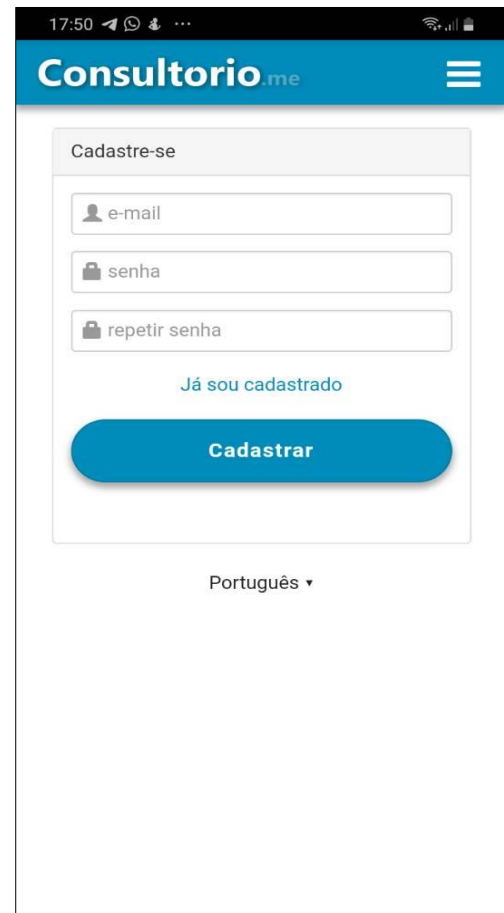 17:50
Consultorio.me
Cadastre-se
e-mail
senha
repetir senha
Já sou cadastrado
Cadastrar
Português